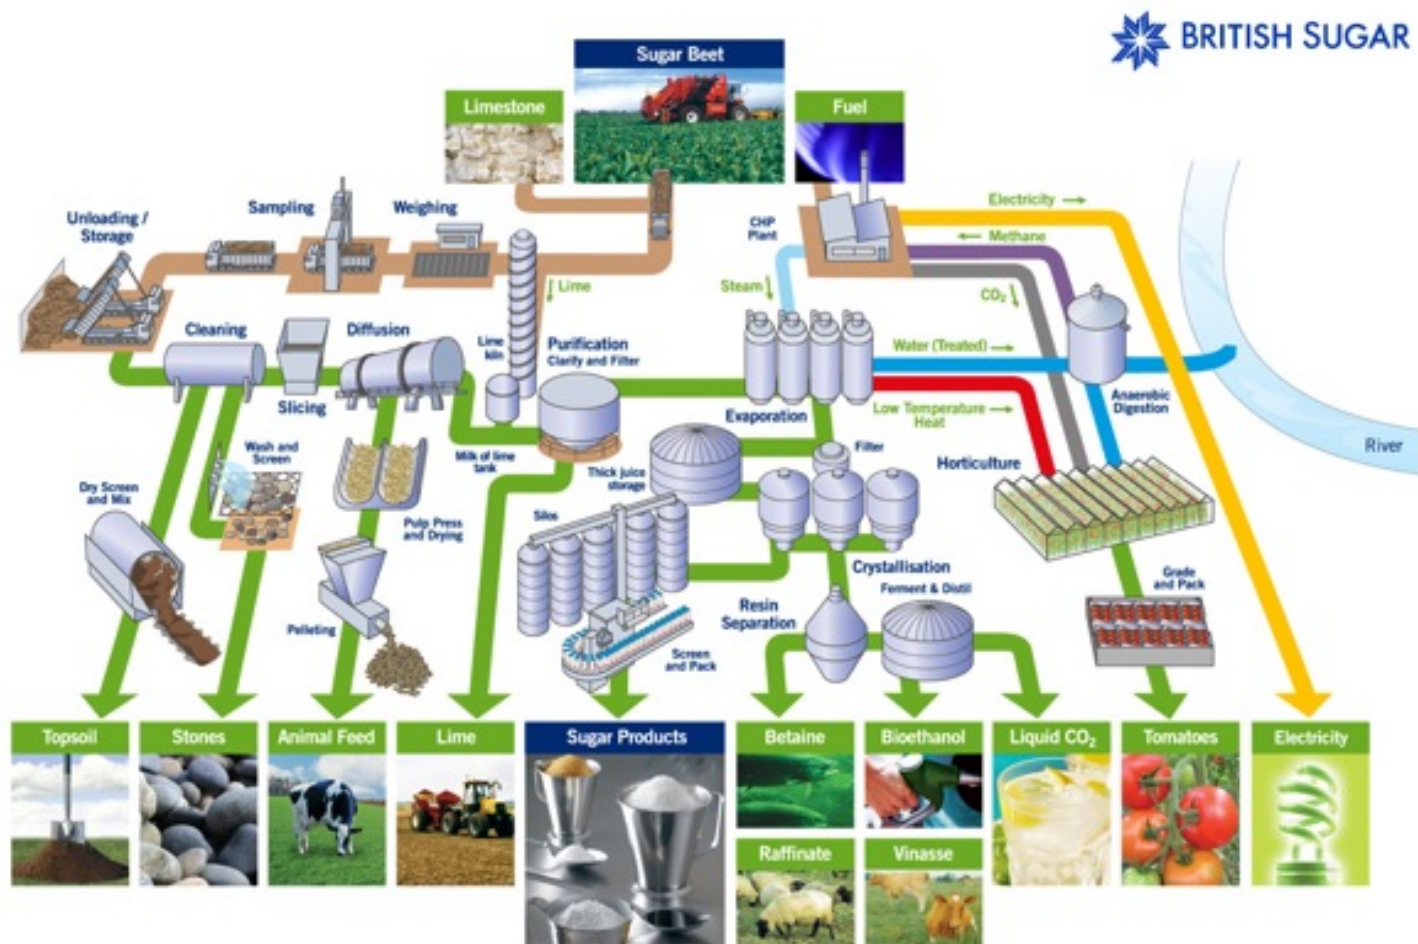 BRITISH SUGAR
Sugar Beet
Limestone
Fuel
Unloading /
Storage
Sampling
Weighing
CHP
Plant
Electricity
Methane
Lime
Steam
CO₂
Cleaning
Slicing
Diffusion
Lime
kiln
Purification
Clarify and Filter
Water (Treated)
Low Temperature
Heat
Evaporation
Anaerobic
Digestion
River
Wash and
Screen
Dry Screen
and Mix
Milk of lime
tank
Thick juice
storage
Filter
Horticulture
Pulp Press
and Drying
Silos
Crystallisation
Ferment & Distil
Grade
and Pack
Resin
Separation
Pelleting
Screen
and Pack
Topsoil
Stones
Animal Feed
Lime
Sugar Products
Betaine
Bioethanol
Liquid CO₂
Tomatoes
Electricity
Raffinate
Vinasse